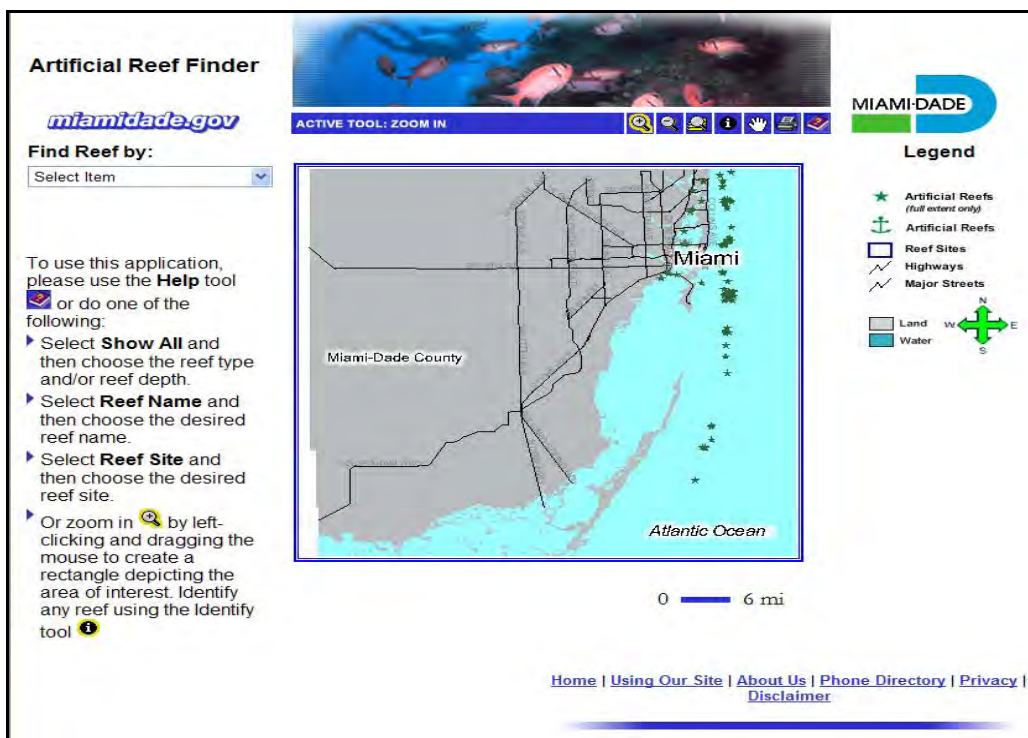 Artificial Reef Finder
miamidade.gov
ACTIVE TOOL: ZOOM IN
MIAMI-DADE
Find Reef by:
Select Item
To use this application,
please use the Help tool
or do one of the
following:
Select Show All and
then choose the reef type
and/or reef depth.
Select Reef Name and
then choose the desired
reef name.
Select Reef Site and
then choose the desired
reef site.
Or zoom in by left-
clicking and dragging the
mouse to create a
rectangle depicting the
area of interest. Identify
any reef using the Identify
tool
Miami
Miami-Dade County
Atlantic Ocean
0 6 mi
Legend
Artificial Reefs
(full extent only)
Artificial Reefs
Reef Sites
Highways
Major Streets
Land
Water
N
W E
S
Home | Using Our Site | About Us | Phone Directory | Privacy |
Disclaimer